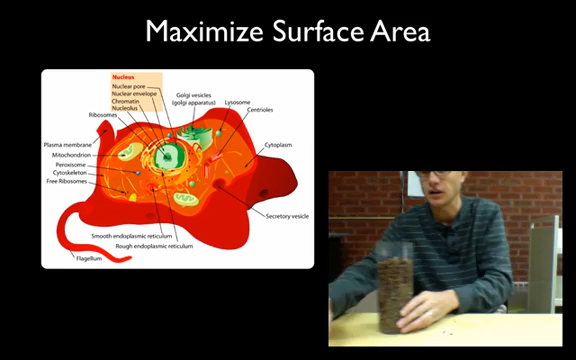 Maximize Surface Area
Nucleus
Nuclear pore
Nuclear envelope
Chromatin
Nucleolus
Golgi vesicles
(golgi apparatus)
Lysosome
Centrioles
Ribosomes
Plasma membrane
Mitochondrion
Peroxisome
Cytoskeleton
Free Ribosomes
Cytoplasm
Secretory vesicle
Smooth endoplasmic reticulum
Rough endoplasmic reticulum
Flagellum